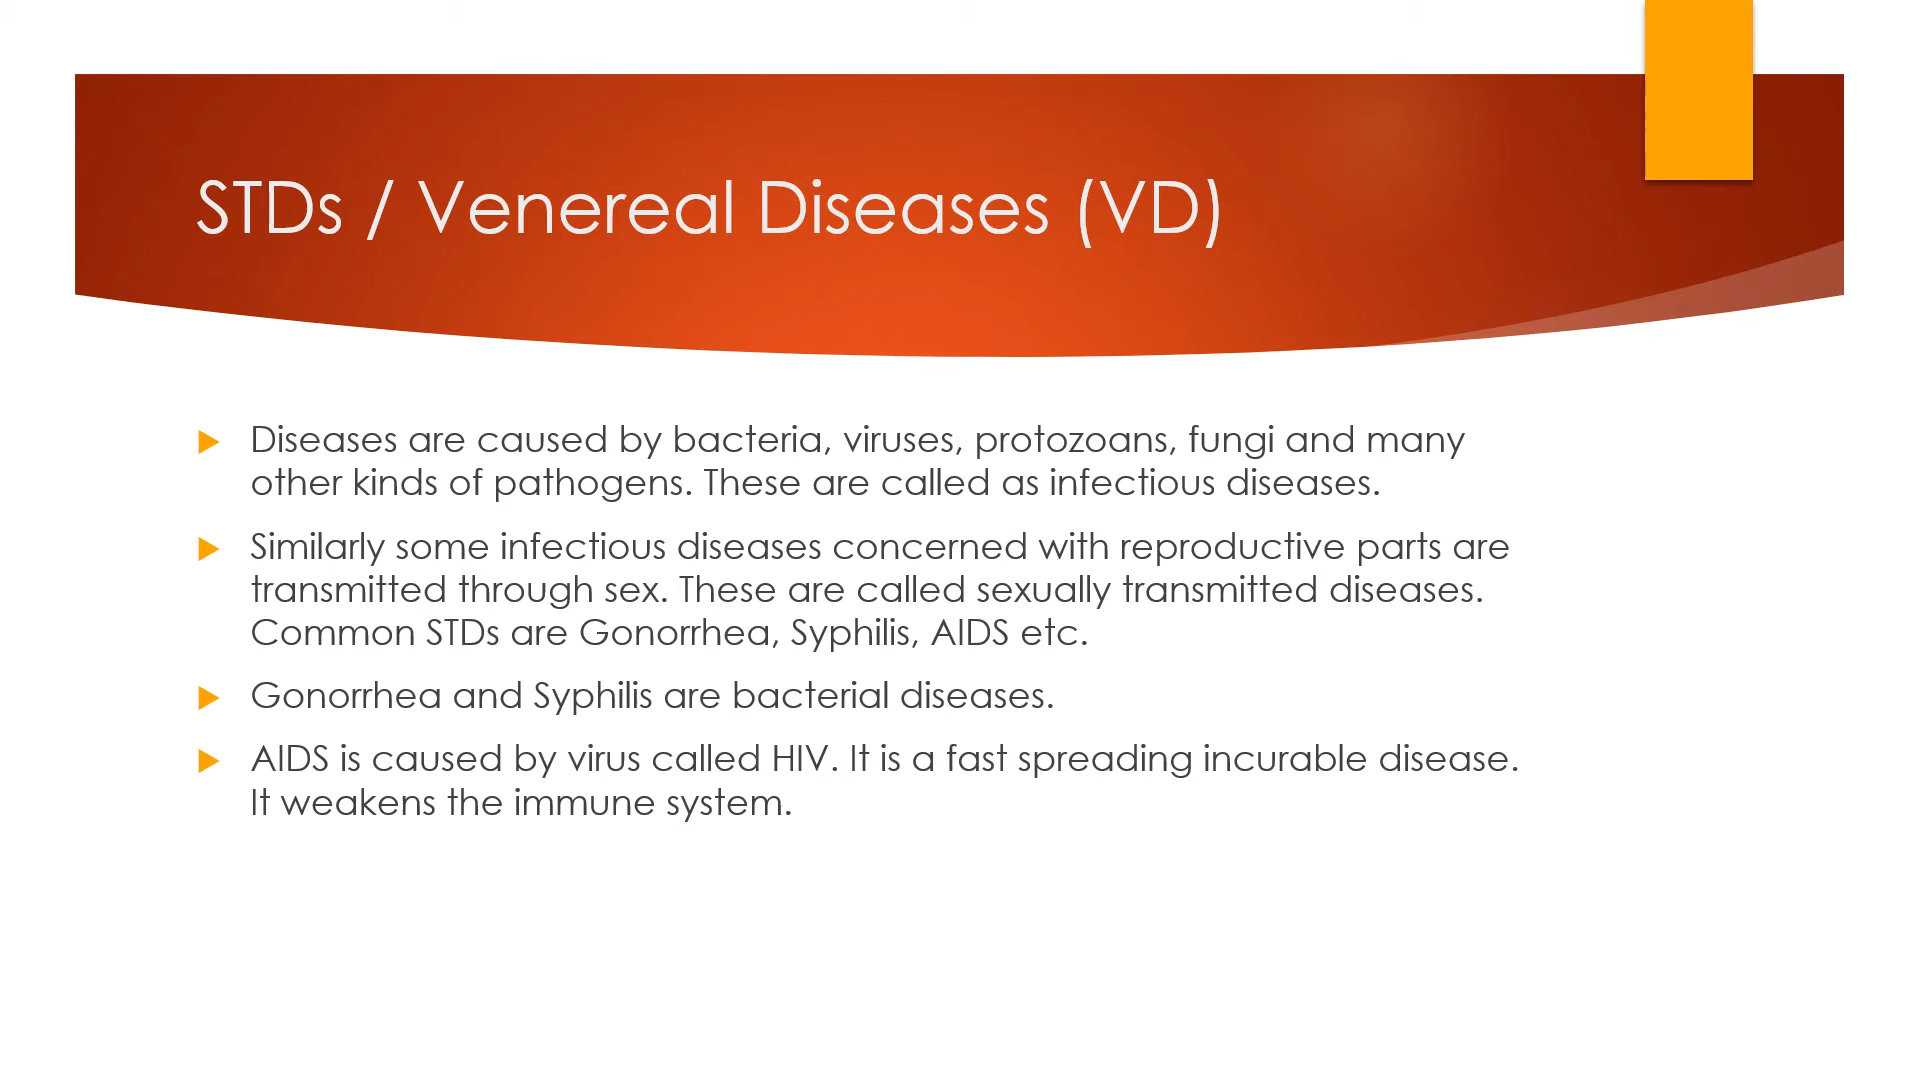 STDs / Venereal Diseases (VD)
Diseases are caused by bacteria, viruses, protozoans, fungi and many
other kinds of pathogens. These are called as infectious diseases.
Similarly some infectious diseases concerned with reproductive parts are
transmitted through sex. These are called sexually transmitted diseases.
Common STDs are Gonorrhea, Syphilis, AIDS etc.
Gonorrhea and Syphilis are bacterial diseases.
AIDS is caused by virus called HIV. It is a fast spreading incurable disease.
It weakens the immune system.